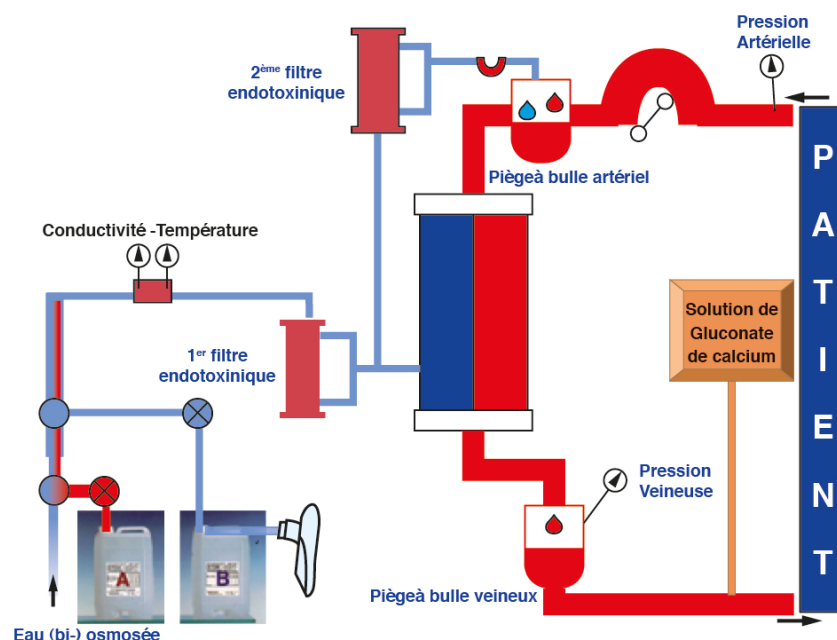 Pression
Artérielle
2ème filtre
endotoxinique
Piègeà bulle artériel
PATIENT
Conductivité -Température
Solution de
Gluconate
de calcium
1er filtre
endotoxinique
Pression
Veineuse
A
B
Piègeà bulle veineux
Eau (bi-) osmosée